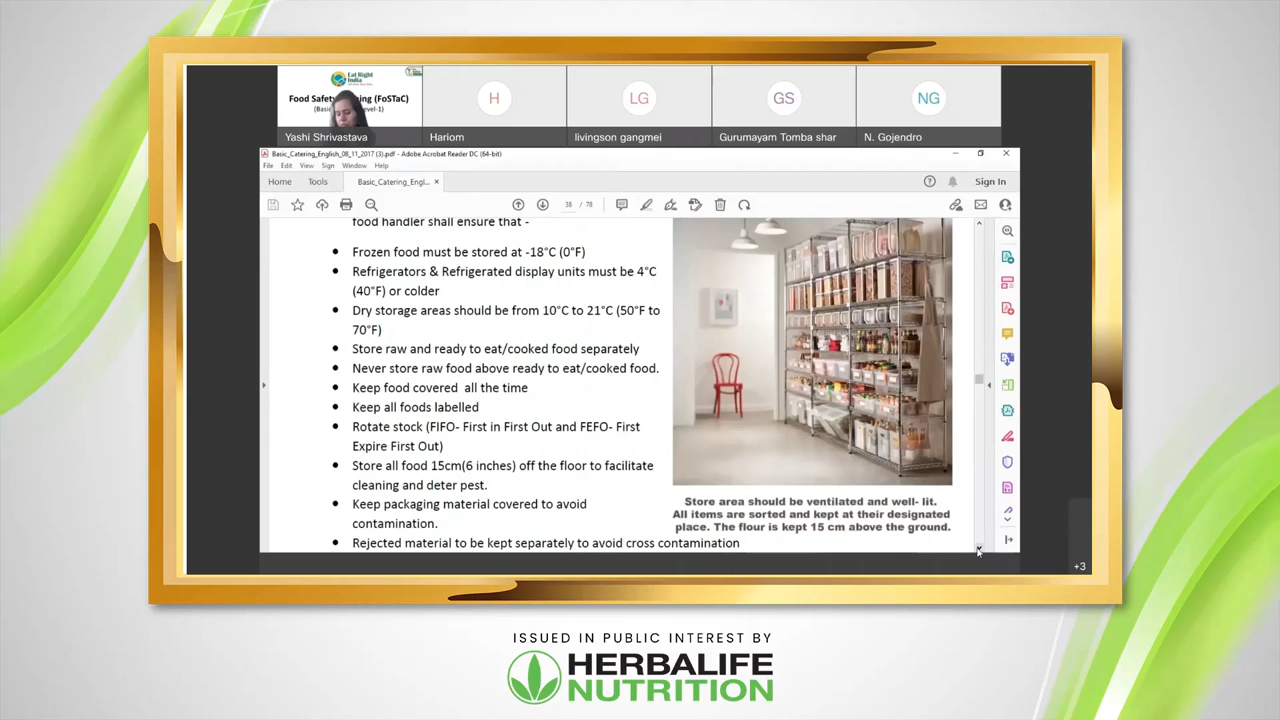 Eat Right
India
Food Safety
ning (FoSTaC)
(Basic
evel-1)
H
LG
GS
NG
Yashi Shrivastava
Hariom
livingson gangmei
Gurumayam Tomba shar
N. Gojendro
Basic_Catering_English_08_11_2017 (3).pdf - Adobe Acrobat Reader DC (64-bit)
File Edit View Sign Window Help
Home Tools Basic_Catering_Engl... × Sign In
38 / 78
food handler shall ensure that -
• Frozen food must be stored at -18°C (0°F)
• Refrigerators & Refrigerated display units must be 4°C
(40°F) or colder
• Dry storage areas should be from 10°C to 21°C (50°F to
70°F)
• Store raw and ready to eat/cooked food separately
• Never store raw food above ready to eat/cooked food.
• Keep food covered all the time
• Keep all foods labelled
• Rotate stock (FIFO- First in First Out and FEFO- First
Expire First Out)
• Store all food 15cm(6 inches) off the floor to facilitate
cleaning and deter pest.
• Keep packaging material covered to avoid
contamination.
• Rejected material to be kept separately to avoid cross contamination
Store area should be ventilated and well- lit.
All items are sorted and kept at their designated
place. The flour is kept 15 cm above the ground.
+3
ISSUED IN PUBLIC INTEREST BY
HERBALIFE
NUTRITION